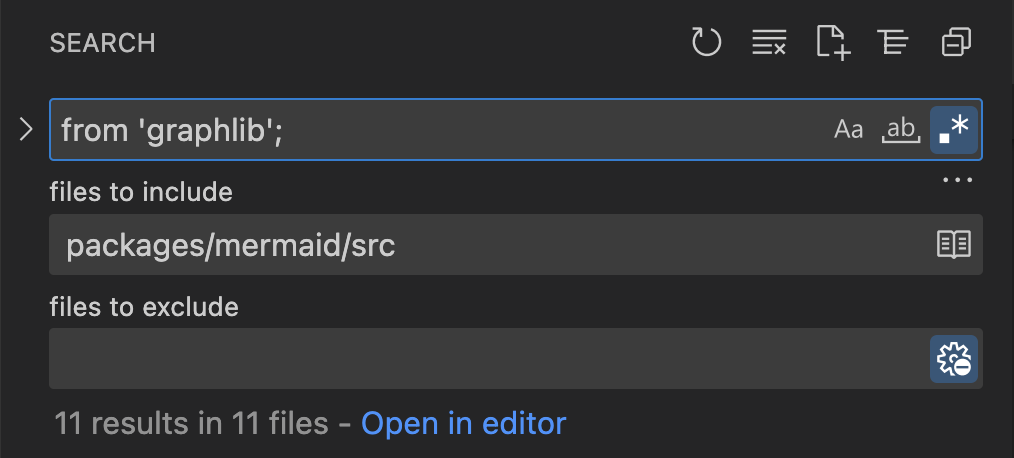 SEARCH
from 'graphlib';
Aa ab .*
files to include
packages/mermaid/src
files to exclude
11 results in 11 files - Open in editor